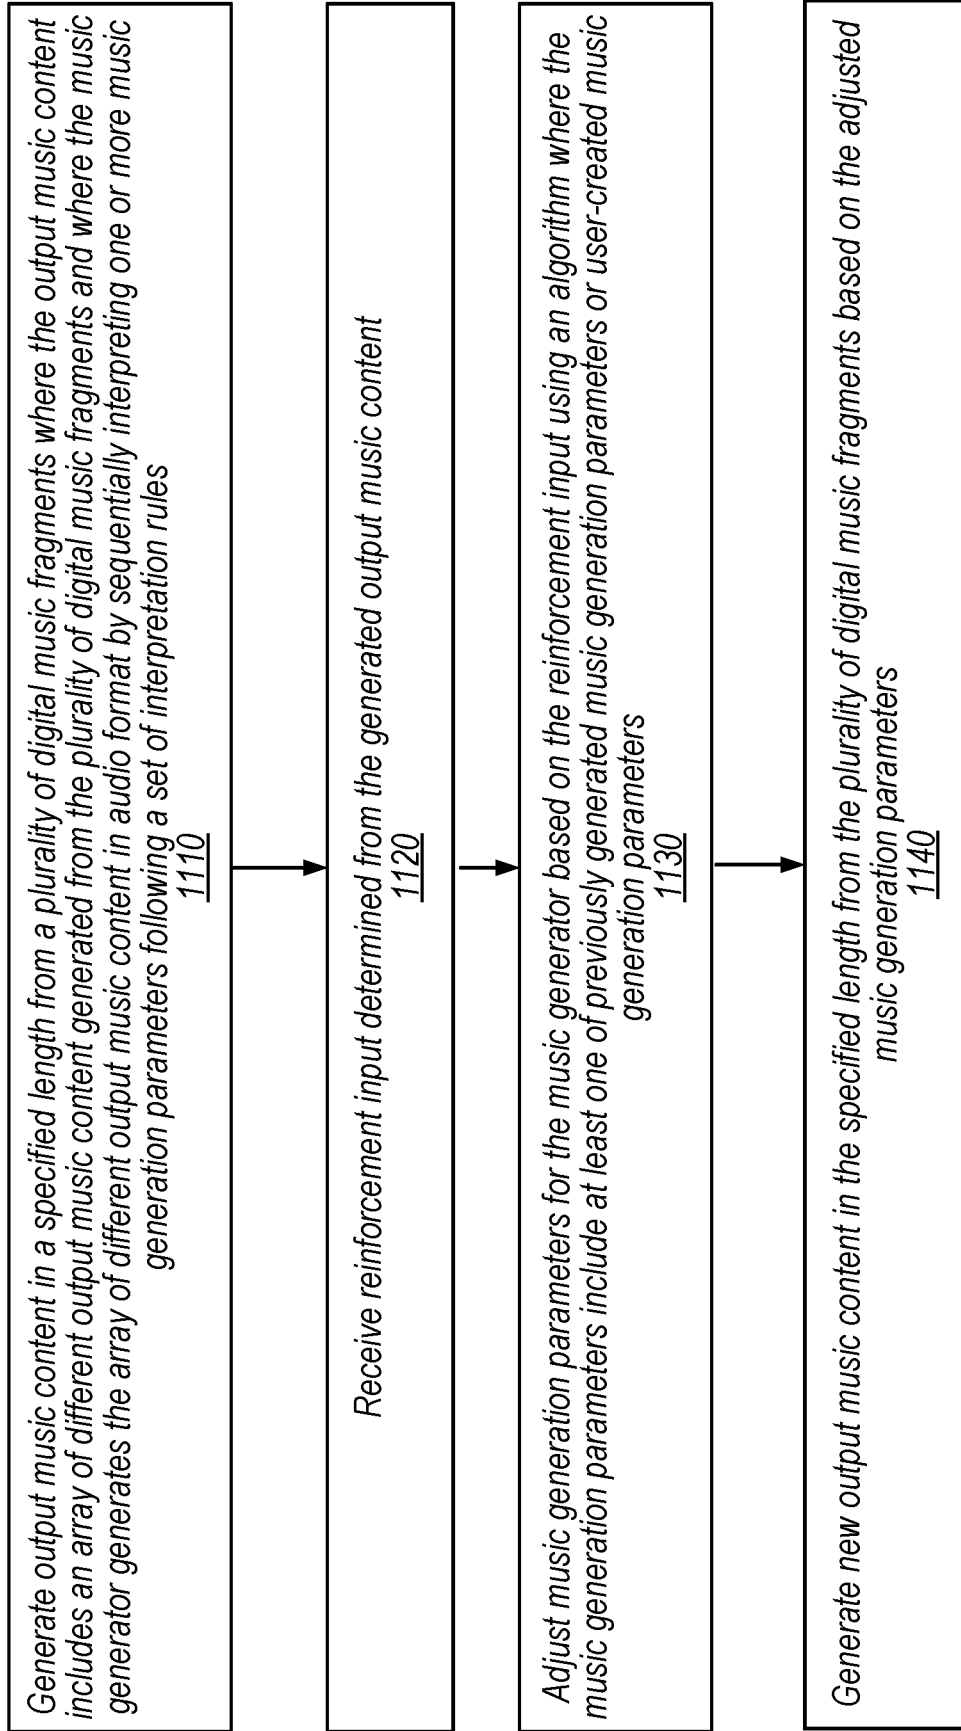 Generate output music content in a specified length from a plurality of digital music fragments where the output music content
includes an array of different output music content generated from the plurality of digital music fragments and where the music
generator generates the array of different output music content in audio format by sequentially interpreting one or more music
generation parameters following a set of interpretation rules
1110
Receive reinforcement input determined from the generated output music content
1120
Adjust music generation parameters for the music generator based on the reinforcement input using an algorithm where the
music generation parameters include at least one of previously generated music generation parameters or user-created music
generation parameters
1130
Generate new output music content in the specified length from the plurality of digital music fragments based on the adjusted
music generation parameters
1140